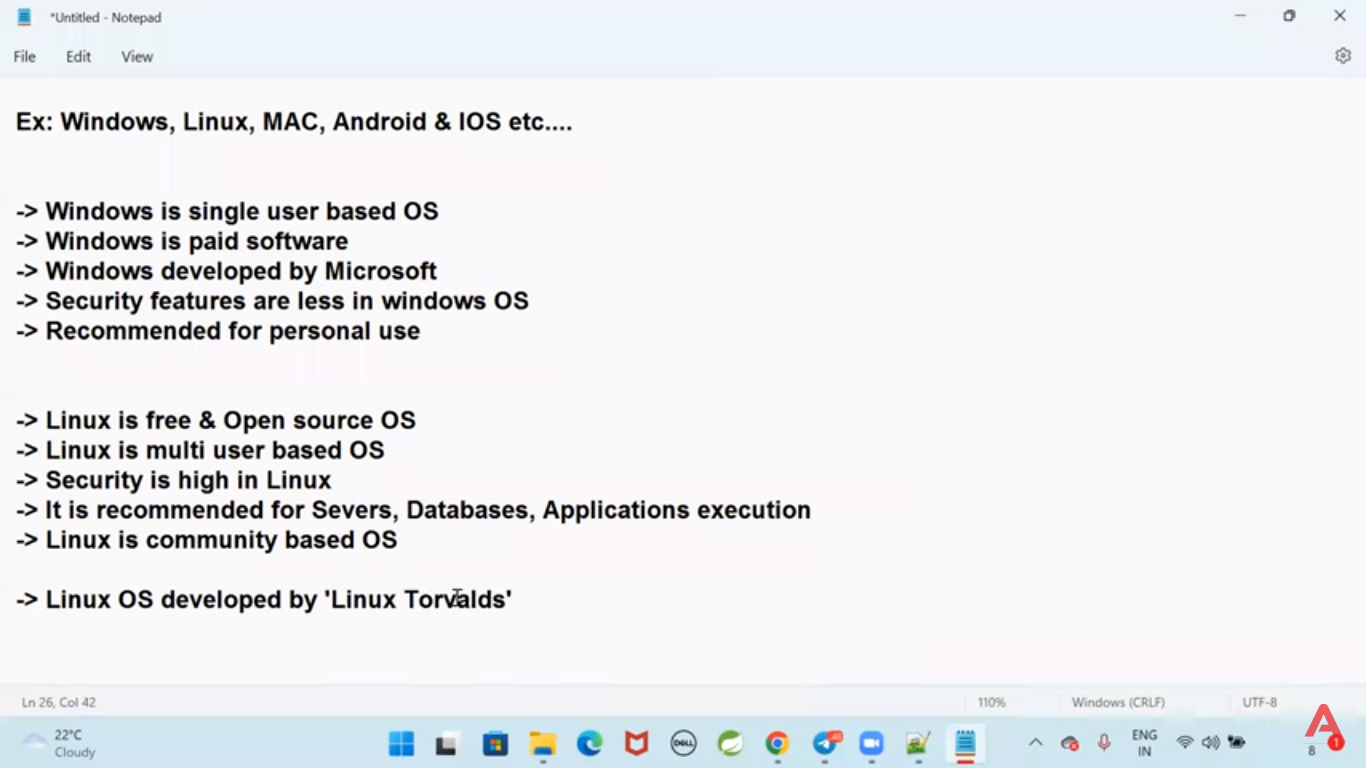 *Untitled - Notepad
File Edit View
Ex: Windows, Linux, MAC, Android & IOS etc....
-> Windows is single user based OS
-> Windows is paid software
-> Windows developed by Microsoft
-> Security features are less in windows OS
-> Recommended for personal use
-> Linux is free & Open source OS
-> Linux is multi user based OS
-> Security is high in Linux
-> It is recommended for Severs, Databases, Applications execution
-> Linux is community based OS
-> Linux OS developed by 'Linux Torvalds'
Ln 26, Col 42 110% Windows (CRLF) UTF-8
22°C
Cloudy
DELL
ENG
IN
8
1